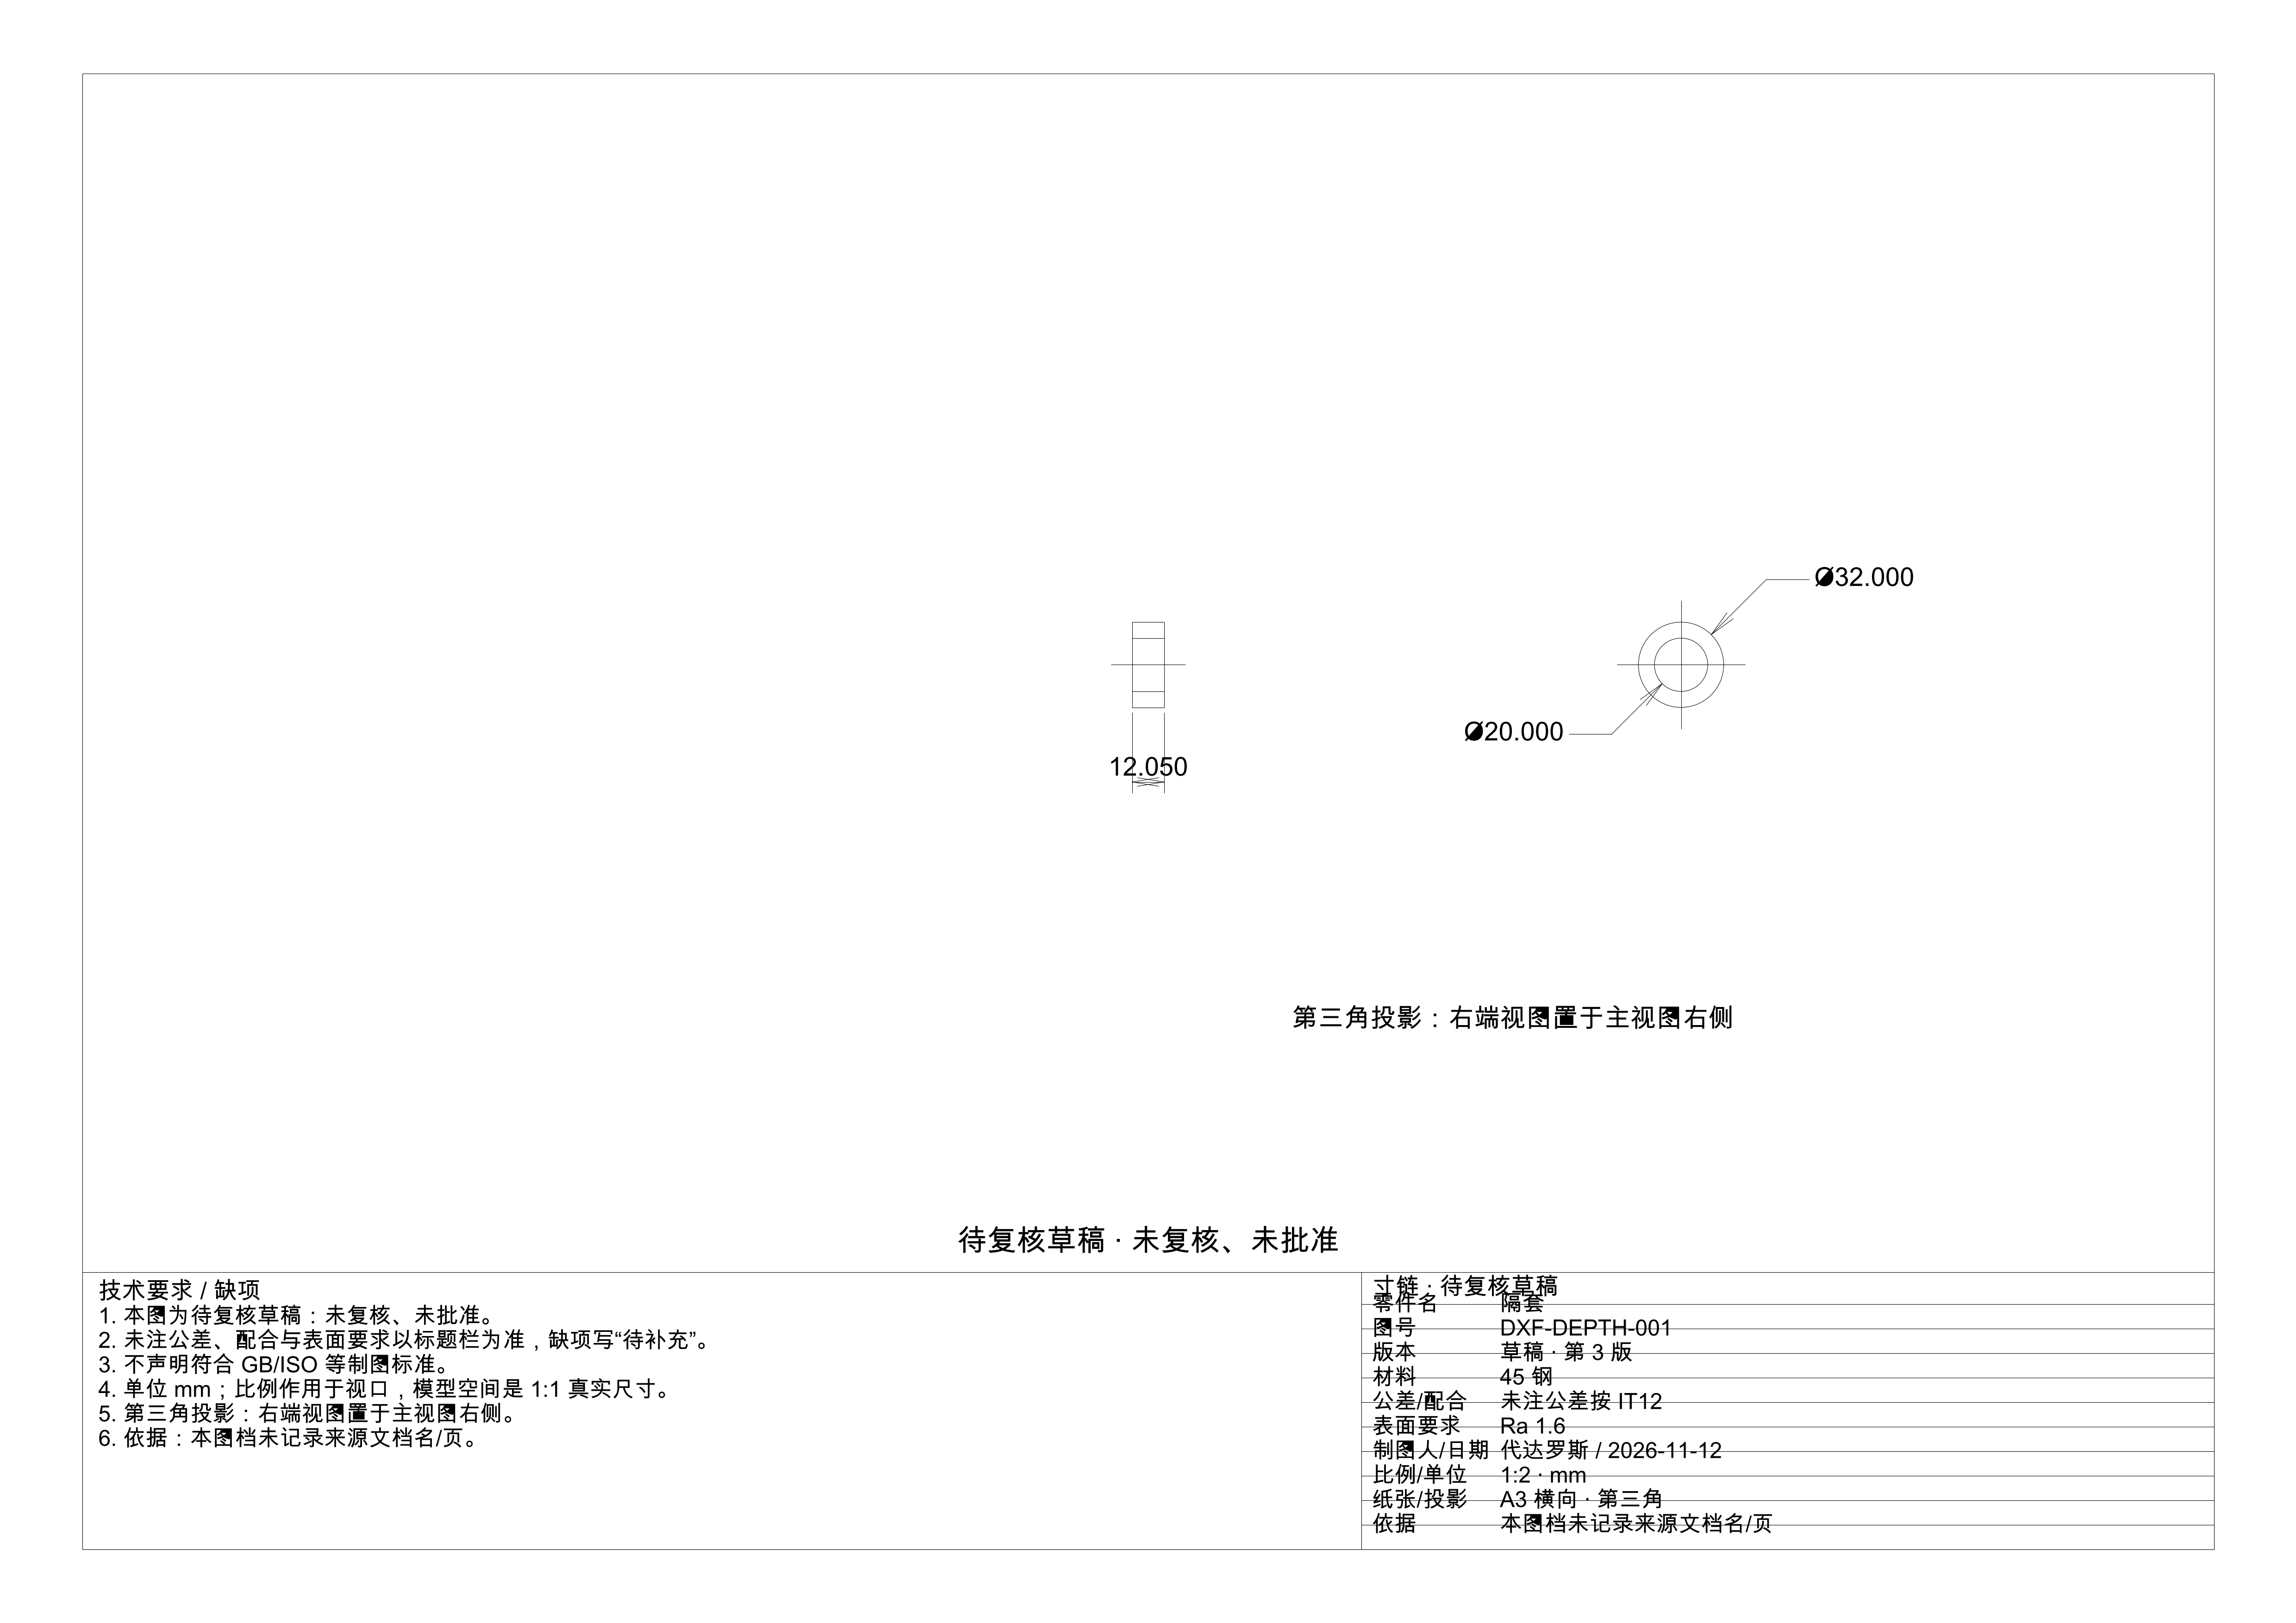 Ø32.000
Ø20.000
12.050
第三角投影：右端视图置于主视图右侧
待复核草稿 · 未复核、未批准
技术要求 / 缺项
1. 本图为待复核草稿：未复核、未批准。
2. 未注公差、配合与表面要求以标题栏为准，缺项写“待补充”。
3. 不声明符合 GB/ISO 等制图标准。
4. 单位 mm；比例作用于视口，模型空间是 1:1 真实尺寸。
5. 第三角投影：右端视图置于主视图右侧。
6. 依据：本图档未记录来源文档名/页。
寸链 · 待复核草稿
零件名 隔套
图号 DXF-DEPTH-001
版本 草稿 · 第 3 版
材料 45 钢
公差/配合 未注公差按 IT12
表面要求 Ra 1.6
制图人/日期 代达罗斯 / 2026-11-12
比例/单位 1:2 · mm
纸张/投影 A3 横向 · 第三角
依据 本图档未记录来源文档名/页